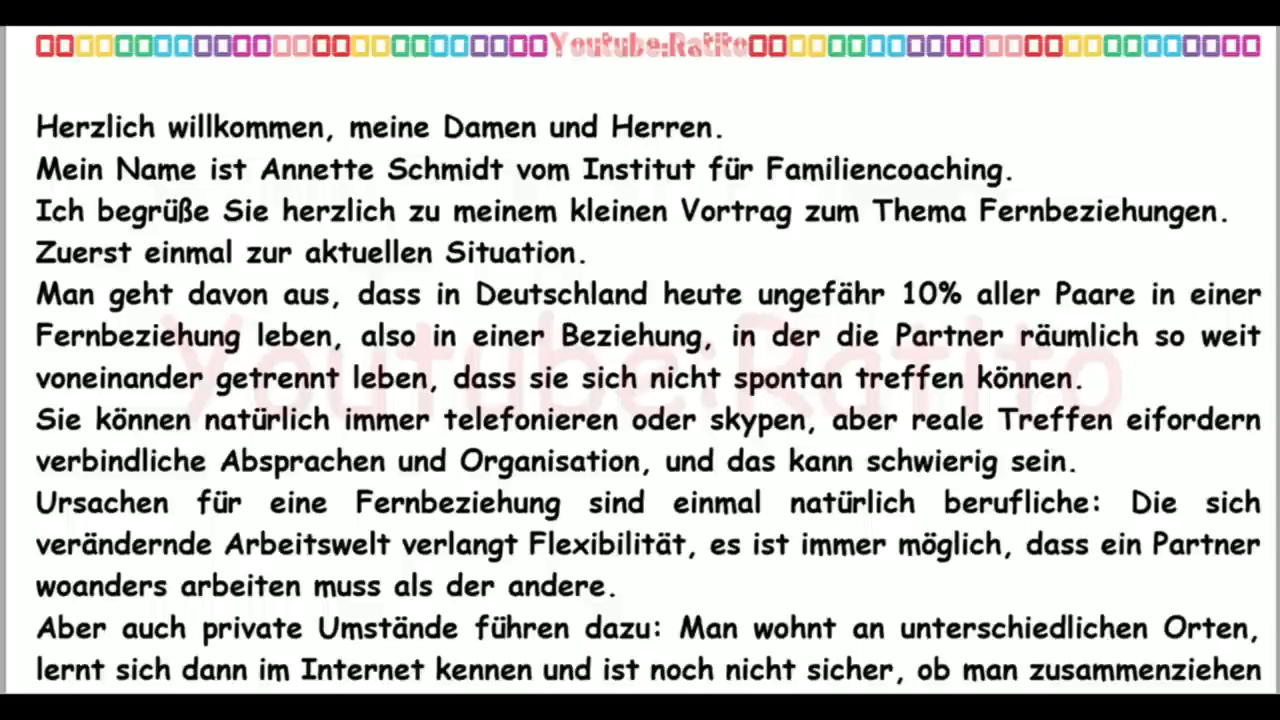 Youtube:Ratito
Herzlich willkommen, meine Damen und Herren.
Mein Name ist Annette Schmidt vom Institut für Familiencoaching.
Ich begrüße Sie herzlich zu meinem kleinen Vortrag zum Thema Fernbeziehungen.
Zuerst einmal zur aktuellen Situation.
Man geht davon aus, dass in Deutschland heute ungefähr 10% aller Paare in einer
Fernbeziehung leben, also in einer Beziehung, in der die Partner räumlich so weit
Youtube:Ratito
voneinander getrennt leben, dass sie sich nicht spontan treffen können.
Sie können natürlich immer telefonieren oder skypen, aber reale Treffen eifordern
verbindliche Absprachen und Organisation, und das kann schwierig sein.
Ursachen für eine Fernbeziehung sind einmal natürlich berufliche: Die sich
verändernde Arbeitswelt verlangt Flexibilität, es ist immer möglich, dass ein Partner
woanders arbeiten muss als der andere.
Aber auch private Umstände führen dazu: Man wohnt an unterschiedlichen Orten,
lernt sich dann im Internet kennen und ist noch nicht sicher, ob man zusammenziehen